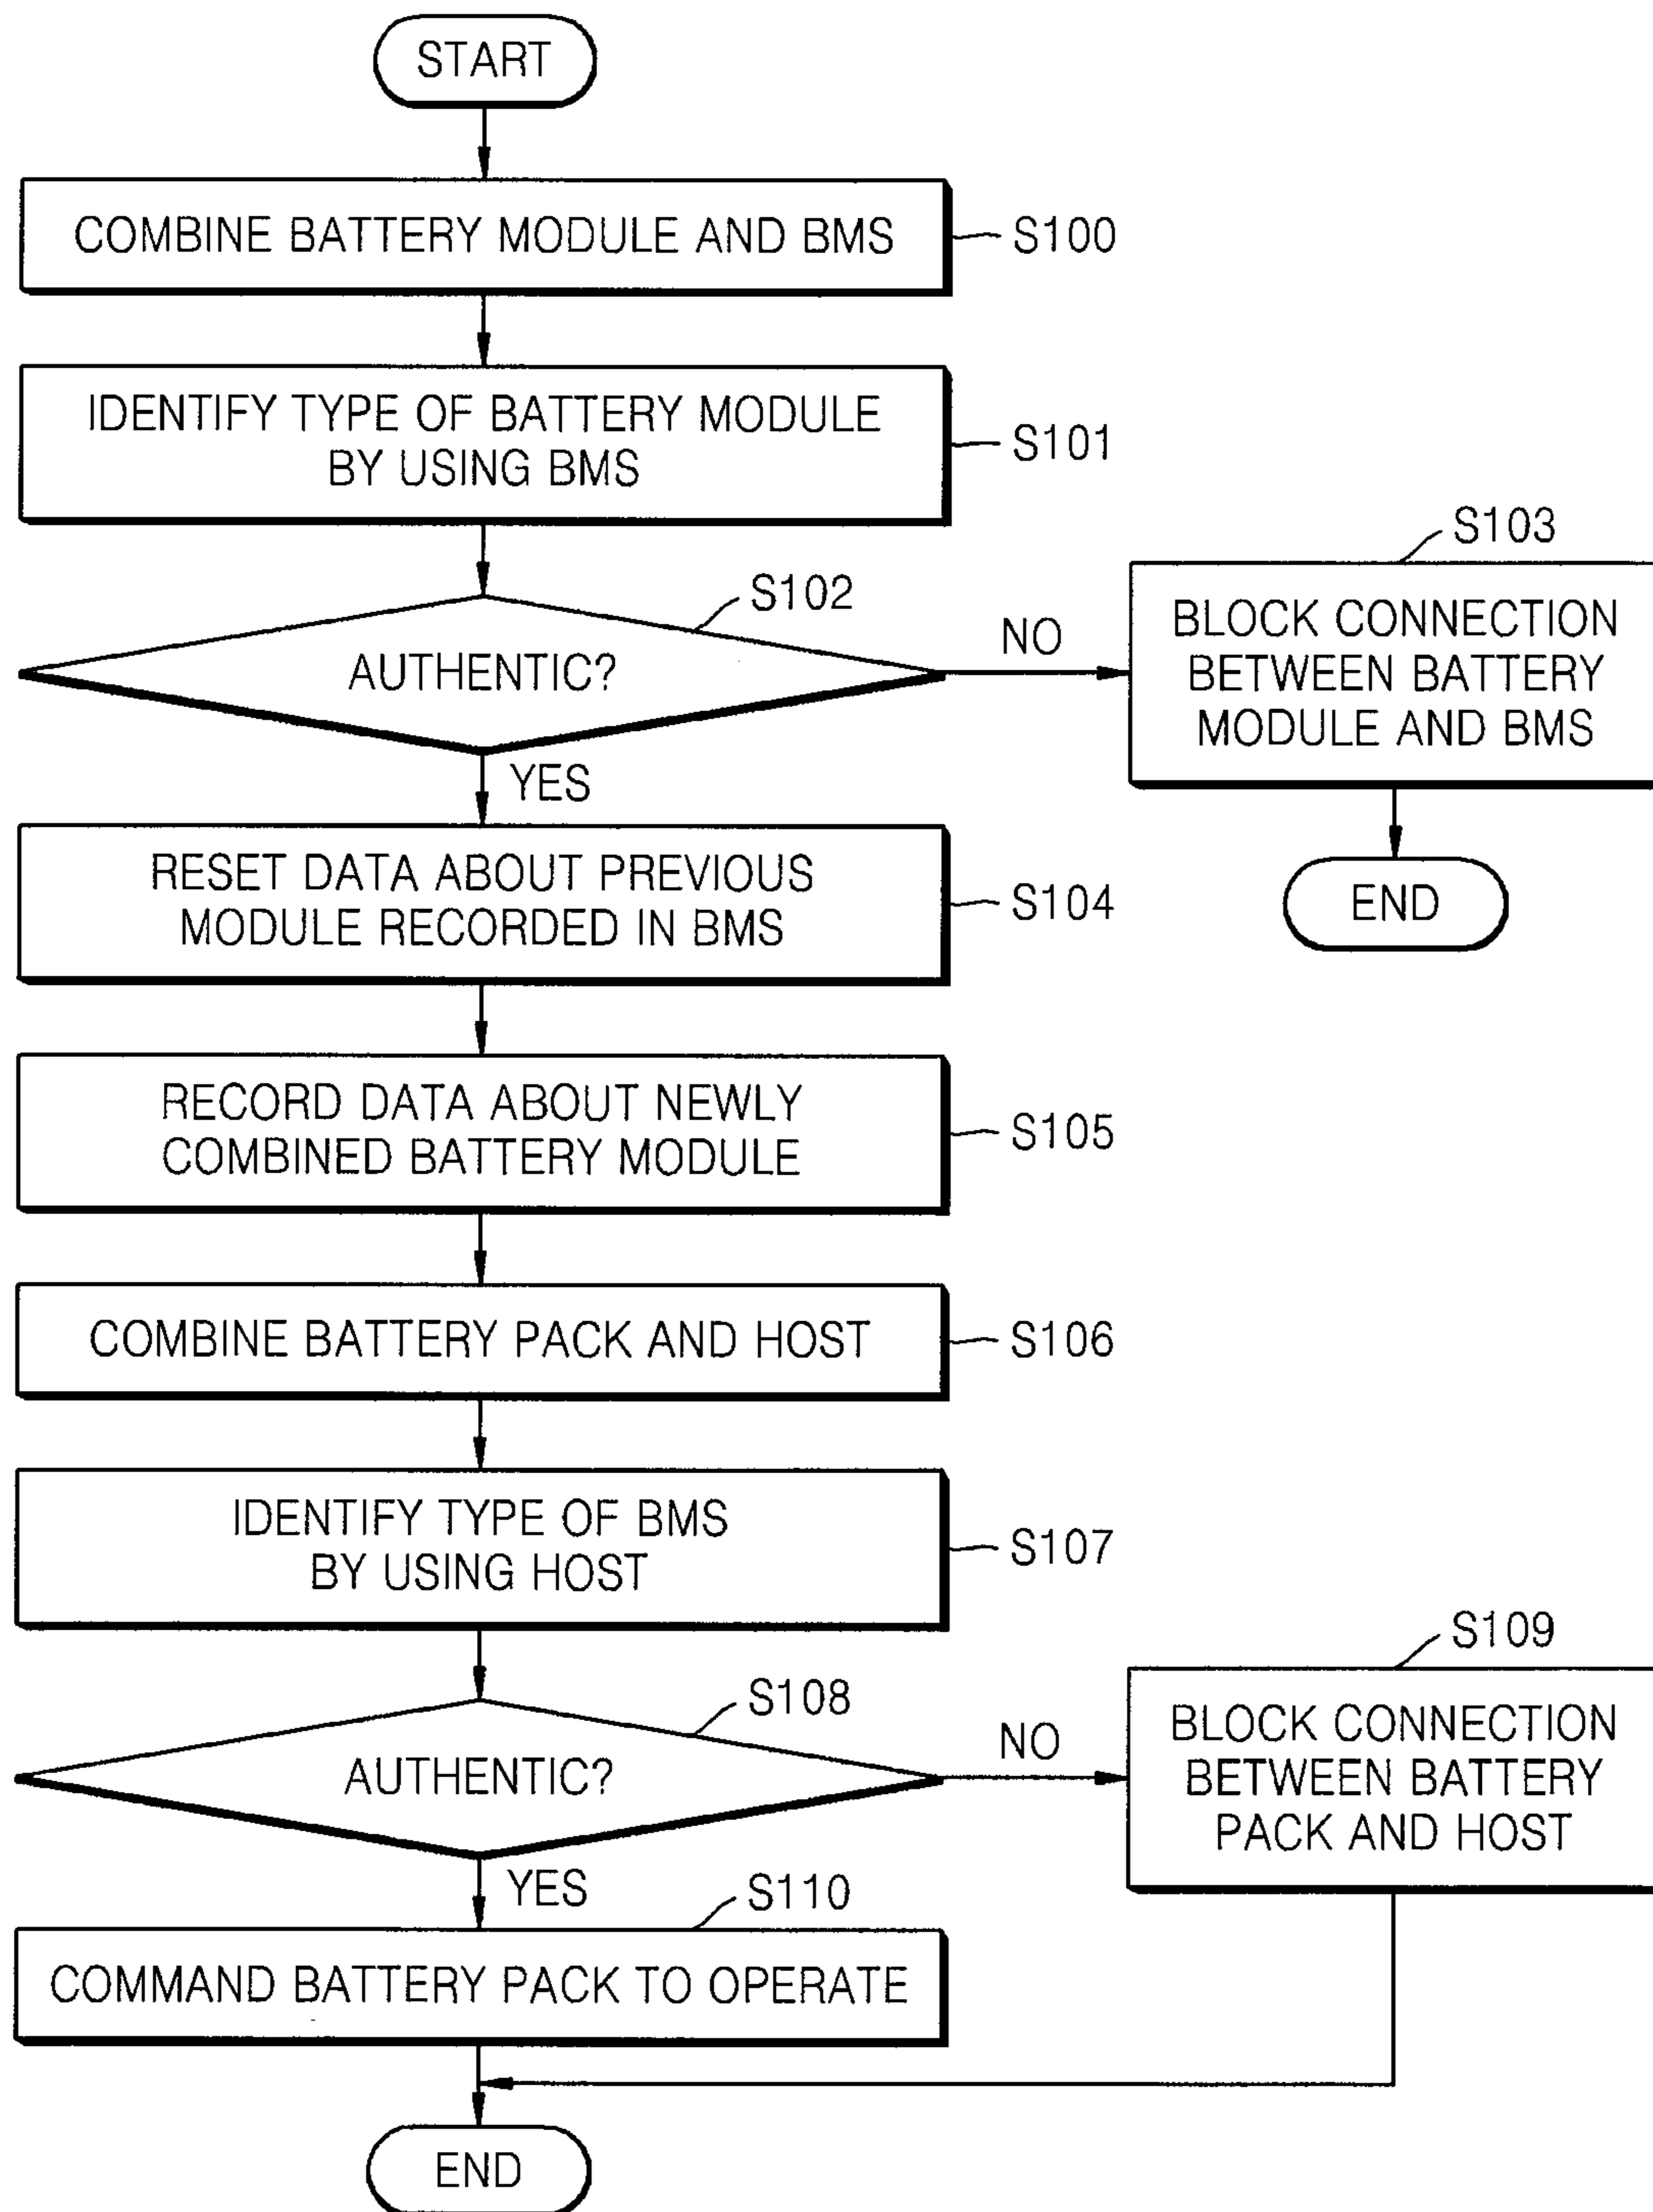 START
COMBINE BATTERY MODULE AND BMS
S100
IDENTIFY TYPE OF BATTERY MODULE
BY USING BMS
S101
S102
AUTHENTIC?
NO
S103
BLOCK CONNECTION
BETWEEN BATTERY
MODULE AND BMS
END
YES
RESET DATA ABOUT PREVIOUS
MODULE RECORDED IN BMS
S104
RECORD DATA ABOUT NEWLY
COMBINED BATTERY MODULE
S105
COMBINE BATTERY PACK AND HOST
S106
IDENTIFY TYPE OF BMS
BY USING HOST
S107
S108
AUTHENTIC?
NO
S109
BLOCK CONNECTION
BETWEEN BATTERY
PACK AND HOST
YES
S110
COMMAND BATTERY PACK TO OPERATE
END